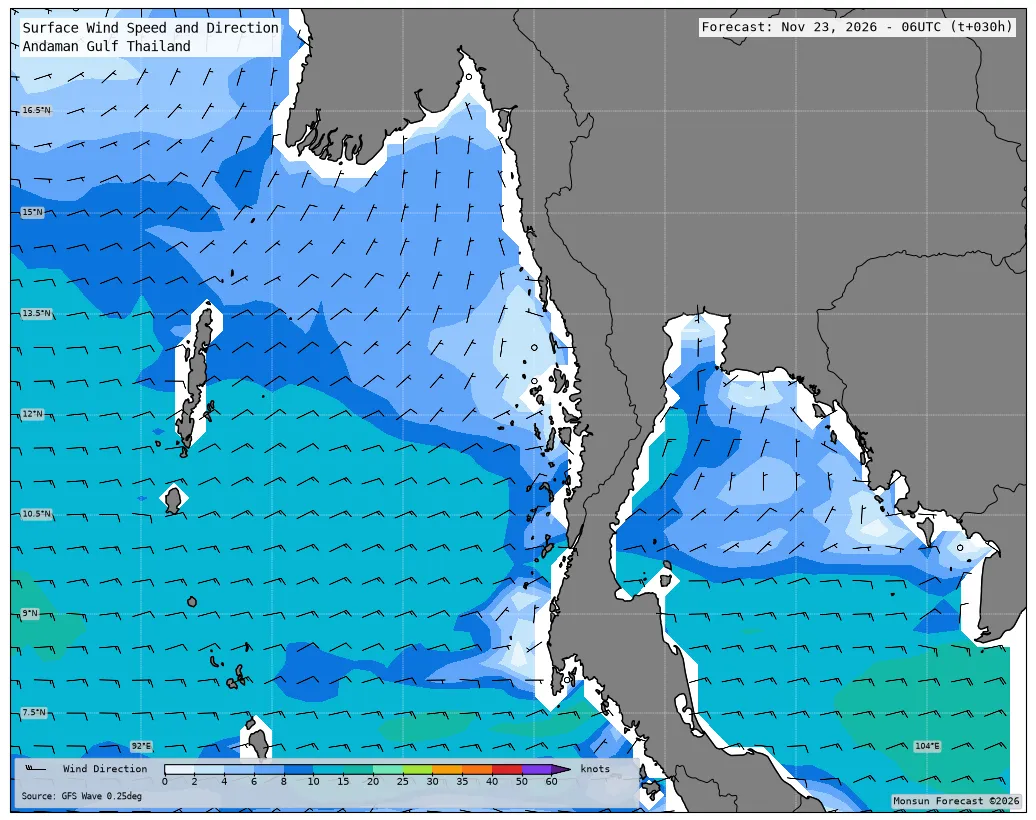 Surface Wind Speed and Direction
Andaman Gulf Thailand
Forecast: Nov 23, 2026 - 06UTC (t+030h)
16.5°N
15°N
13.5°N
12°N
10.5°N
9°N
7.5°N
92°E
104°E
Wind Direction
0 2 4 6 8 10 15 20 25 30 35 40 50 60
knots
Source: GFS Wave 0.25deg
Monsun Forecast ©2026